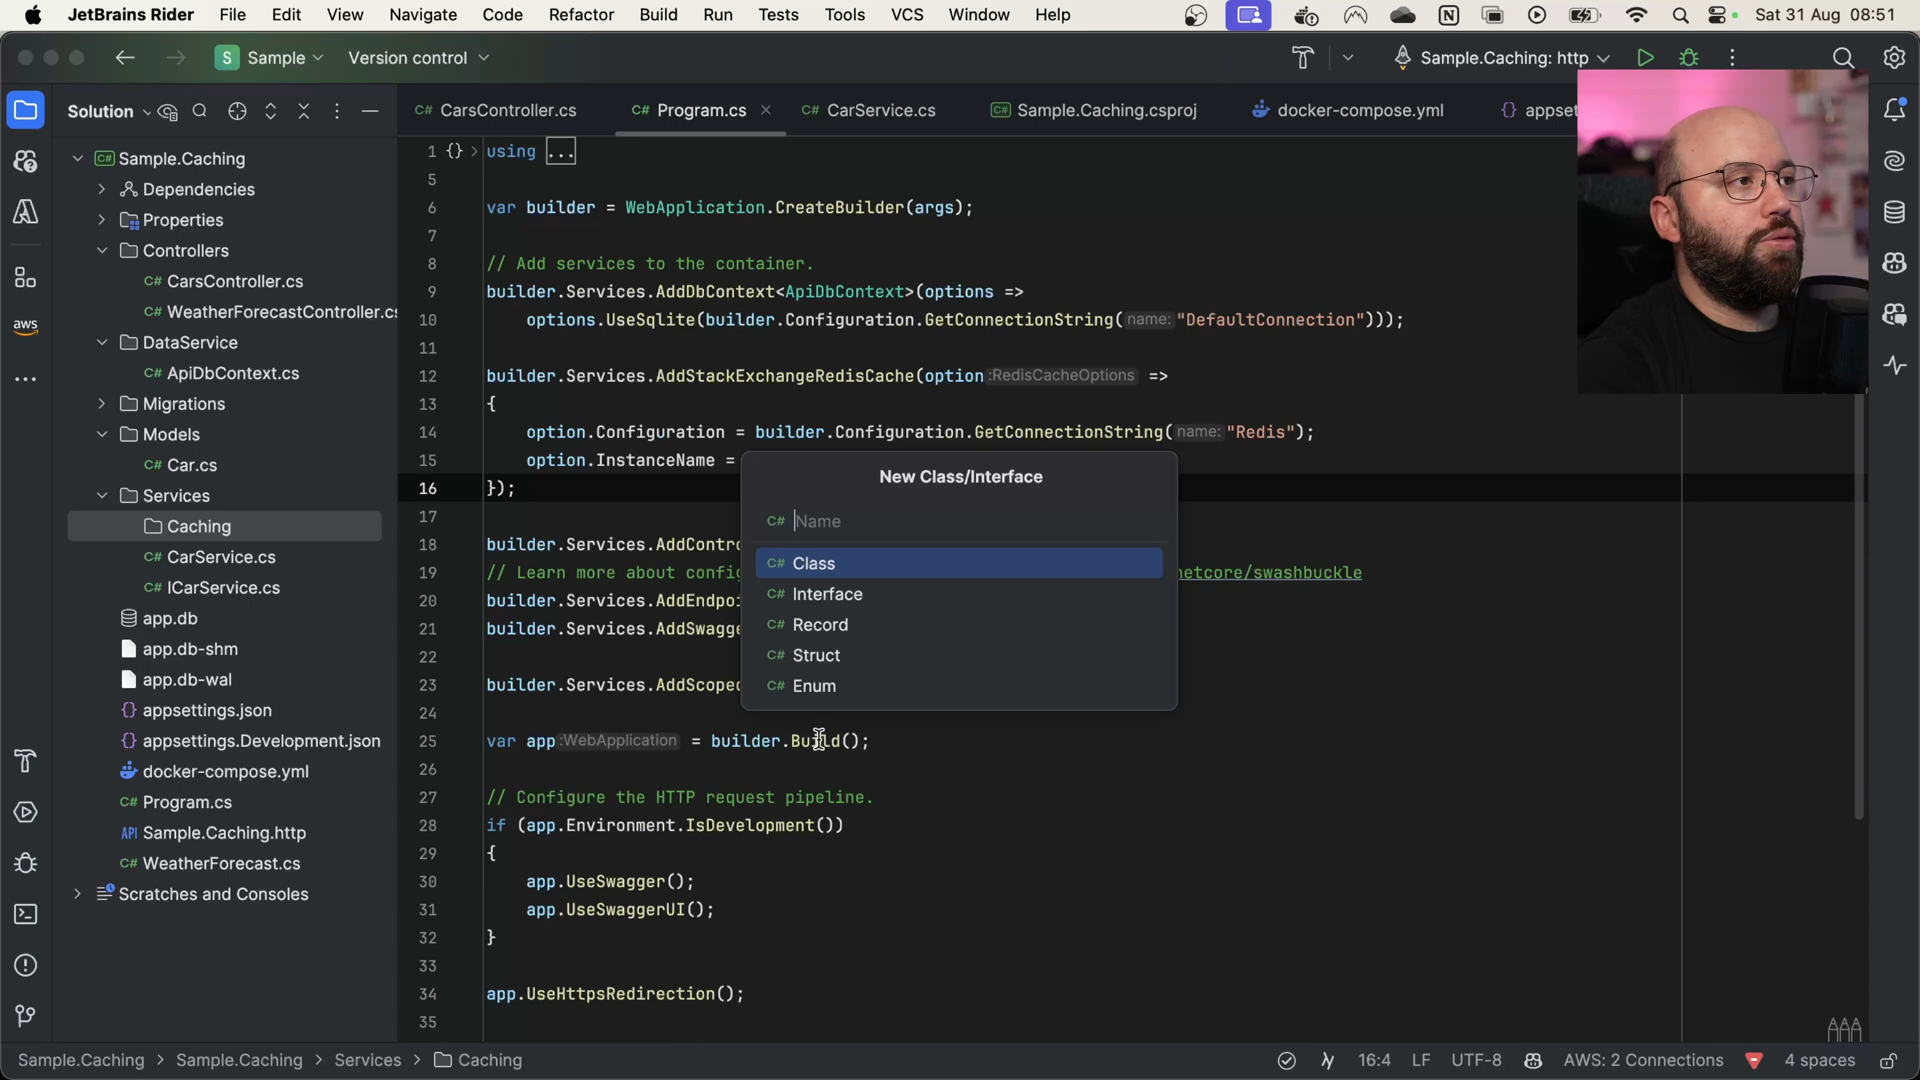 JetBrains Rider File Edit View Navigate Code Refactor Build Run Tests Tools VCS Window Help Sat 31 Aug 08:51
S Sample Version control Sample.Caching: http
Solution
C# CarsController.cs C# Program.cs C# CarService.cs Sample.Caching.csproj docker-compose.yml {} appset
C# Sample.Caching
Dependencies
Properties
Controllers
C# CarsController.cs
C# WeatherForecastController.cs
DataService
C# ApiDbContext.cs
Migrations
Models
C# Car.cs
Services
Caching
C# CarService.cs
C# ICarService.cs
app.db
app.db-shm
app.db-wal
{} appsettings.json
{} appsettings.Development.json
docker-compose.yml
C# Program.cs
API Sample.Caching.http
C# WeatherForecast.cs
Scratches and Consoles
aws
1 {} > using ...
5
6 var builder = WebApplication.CreateBuilder(args);
7
8 // Add services to the container.
9 builder.Services.AddDbContext<ApiDbContext>(options =>
10 options.UseSqlite(builder.Configuration.GetConnectionString( name: "DefaultConnection")));
11
12 builder.Services.AddStackExchangeRedisCache(option :RedisCacheOptions =>
13 {
14 option.Configuration = builder.Configuration.GetConnectionString( name: "Redis");
15 option.InstanceName =
16 });
17
18 builder.Services.AddContro
19 // Learn more about config netcore/swashbuckle
20 builder.Services.AddEndpoi
21 builder.Services.AddSwagge
22
23 builder.Services.AddScoped
24
25 var app :WebApplication = builder.Build();
26
27 // Configure the HTTP request pipeline.
28 if (app.Environment.IsDevelopment())
29 {
30 app.UseSwagger();
31 app.UseSwaggerUI();
32 }
33
34 app.UseHttpsRedirection();
35
New Class/Interface
C# Name
C# Class
C# Interface
C# Record
C# Struct
C# Enum
Sample.Caching > Sample.Caching > Services > Caching 16:4 LF UTF-8 AWS: 2 Connections 4 spaces